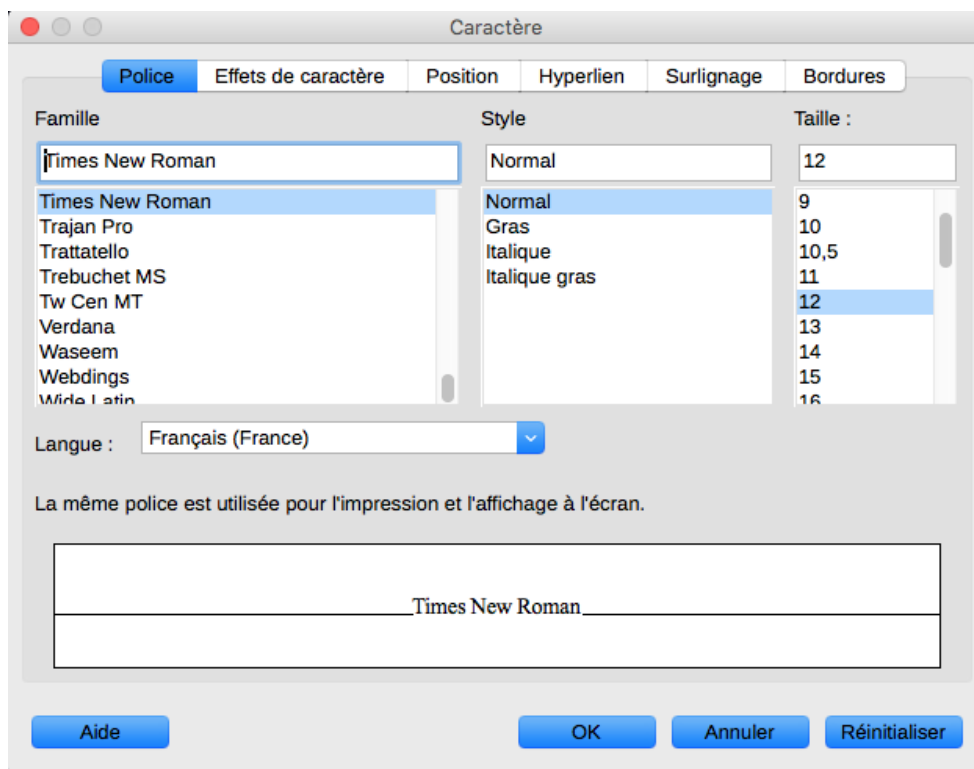 Caractère
Police Effets de caractère Position Hyperlien Surlignage Bordures
Famille Style Taille :
Times New Roman Normal 12
Times New Roman Normal 9
Trajan Pro Gras 10
Trattatello Italique 10,5
Trebuchet MS Italique gras 11
Tw Cen MT 12
Verdana 13
Waseem 14
Webdings 15
Wide Latin 16
Langue : Français (France)
La même police est utilisée pour l'impression et l'affichage à l'écran.
Times New Roman
Aide OK Annuler Réinitialiser